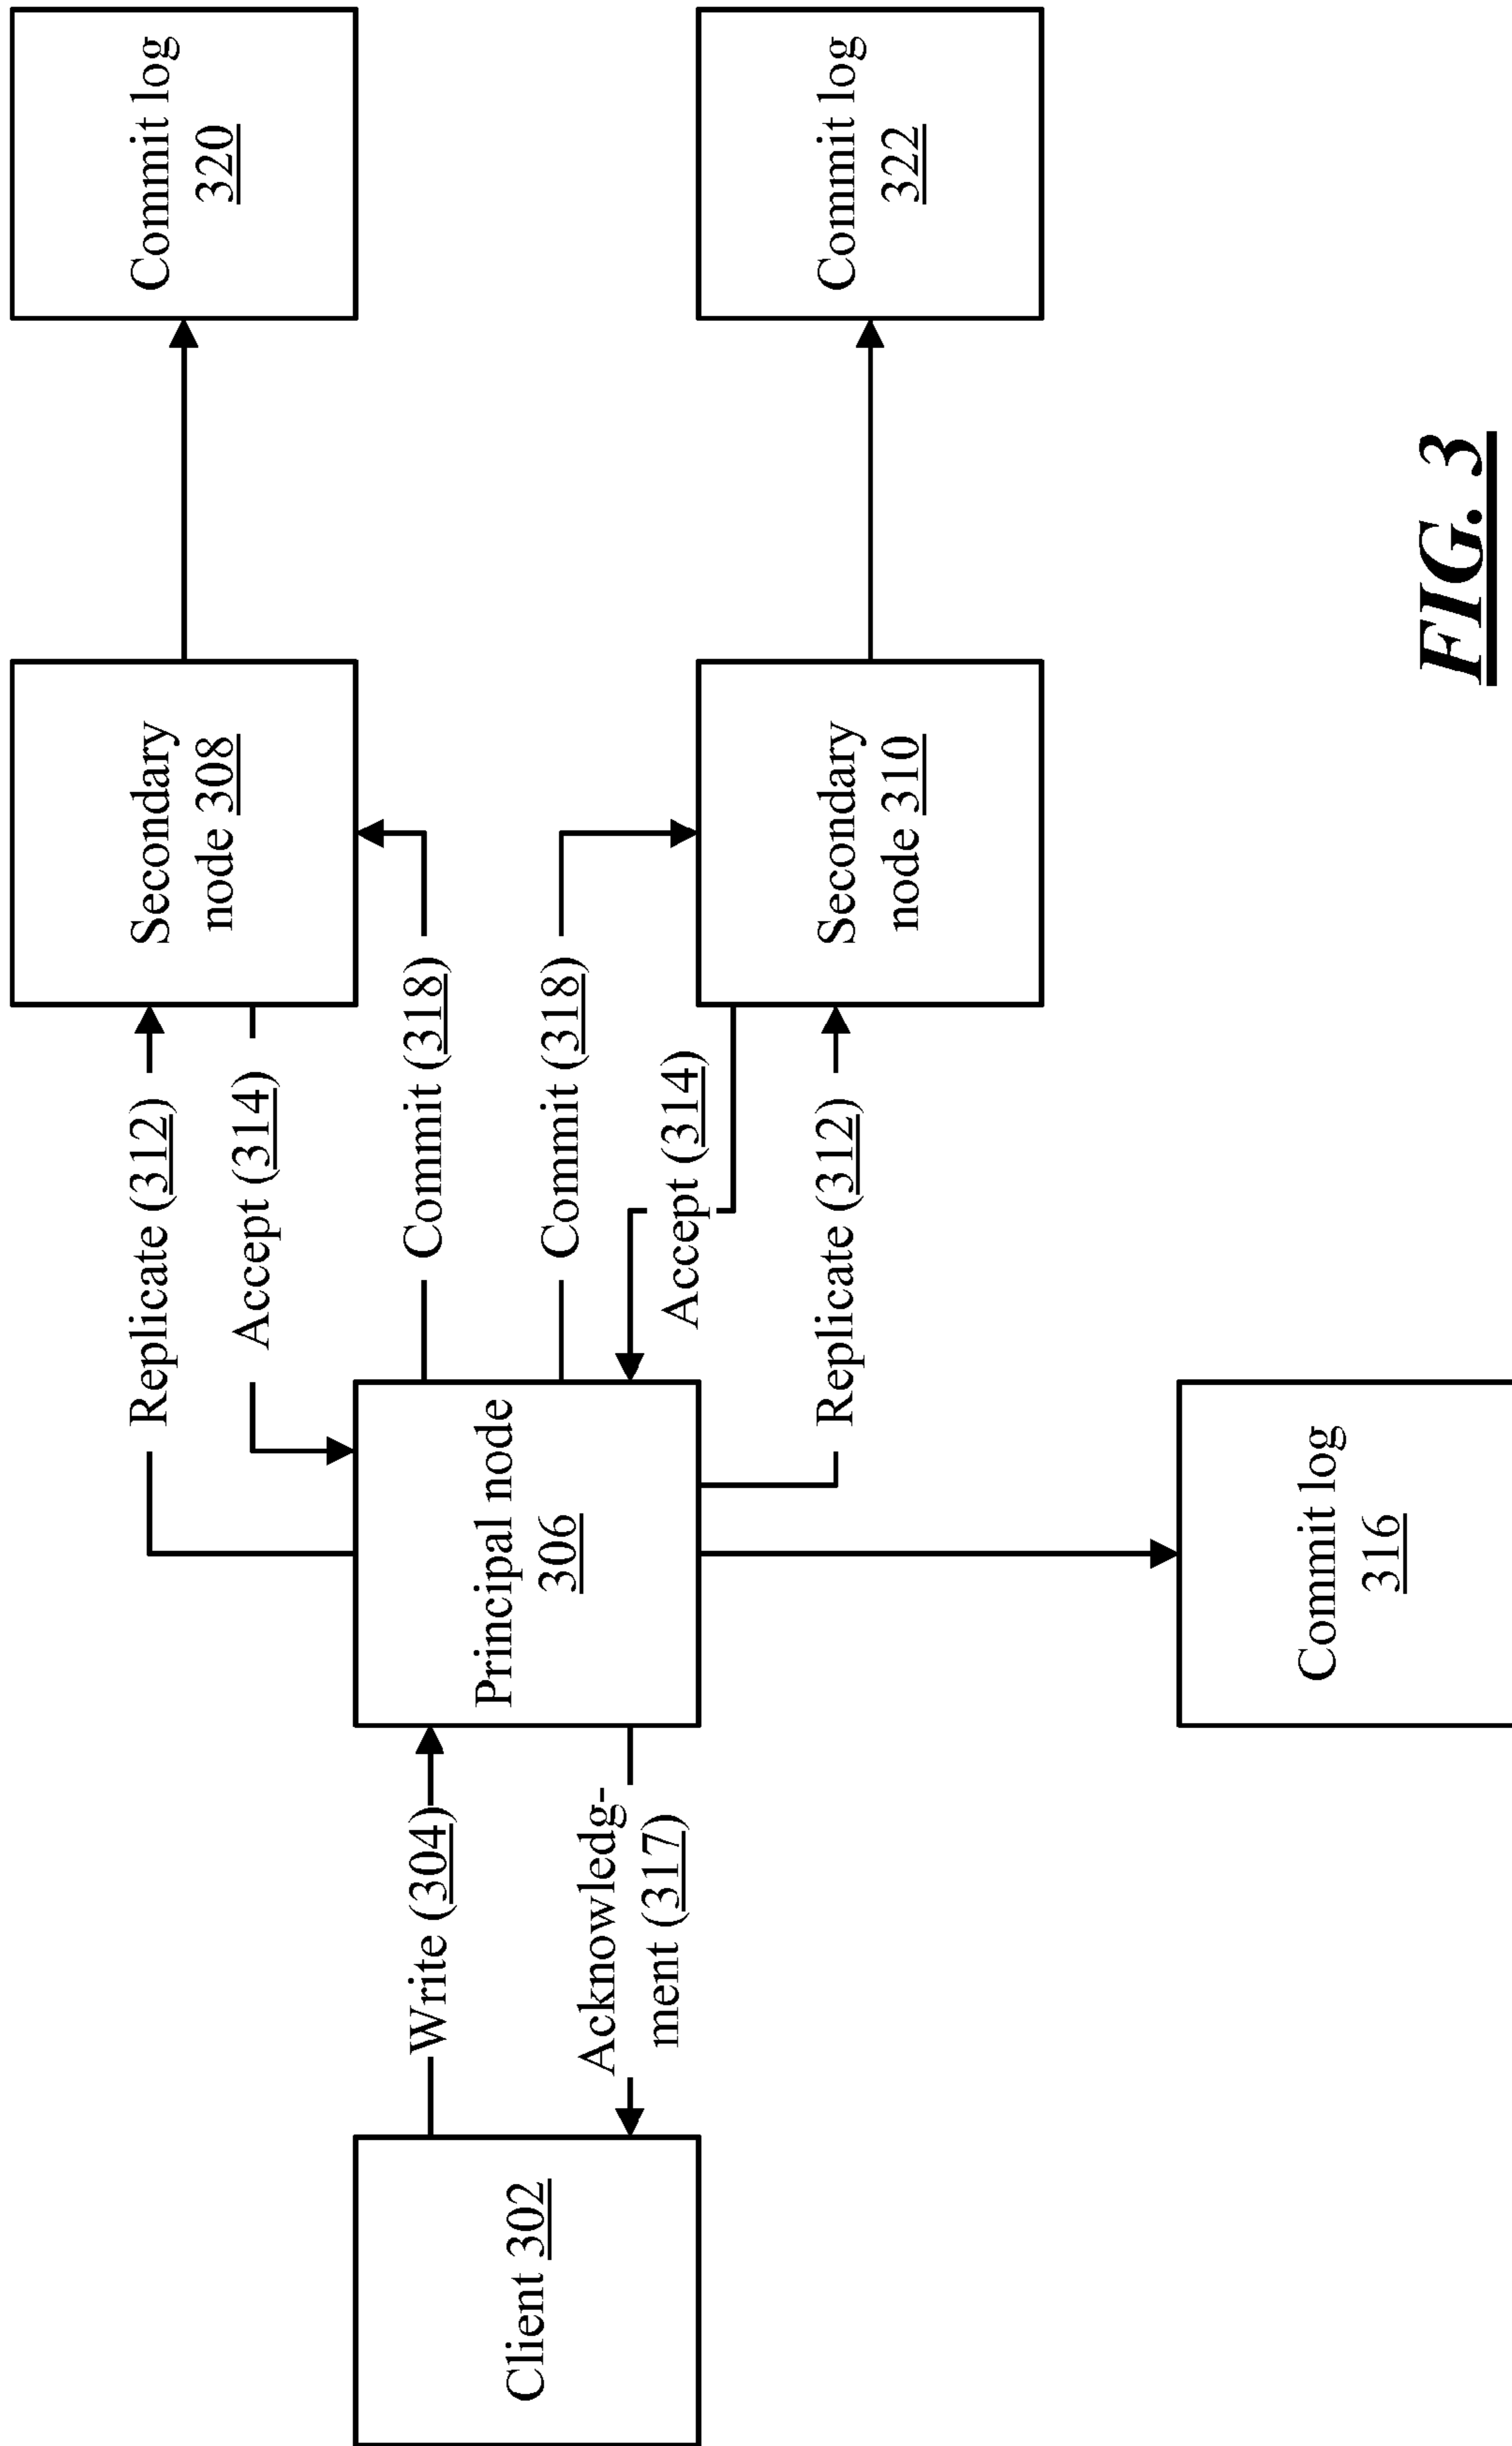 Commit log
320
Secondary
node 308
Replicate (312)
Accept (314)
Commit (318)
Write (304)
Principal node
306
Client 302
Acknowledg-
ment (317)
Commit (318)
Accept (314)
Replicate (312)
Secondary
node 310
Commit log
322
Commit log
316
FIG. 3